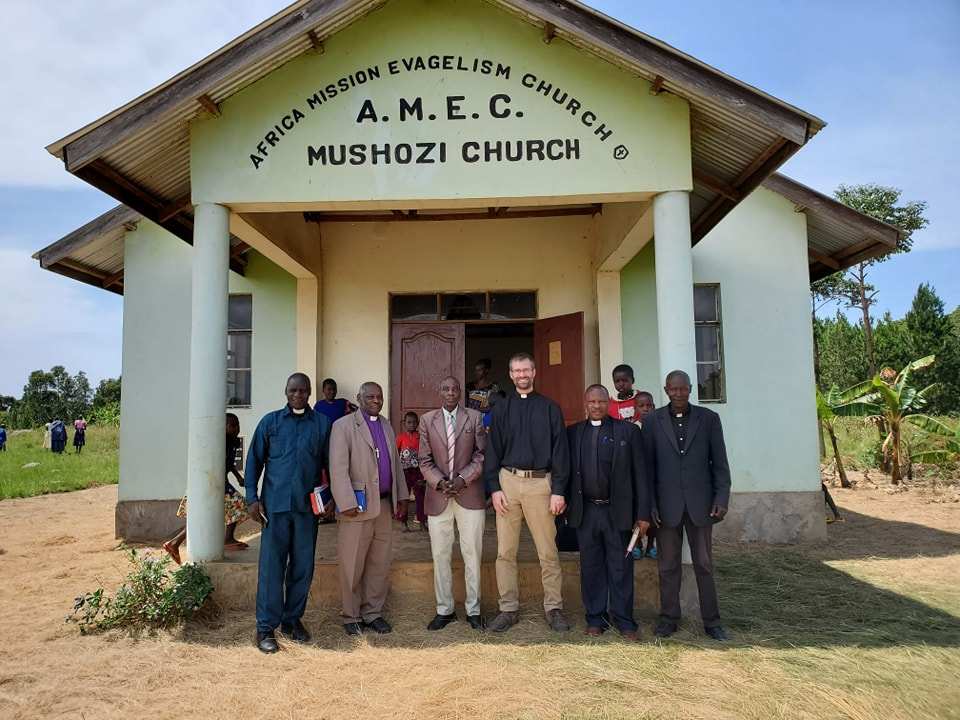 AFRICA MISSION EVAGELISM CHURCH
A.M.E.C.
MUSHOZI CHURCH